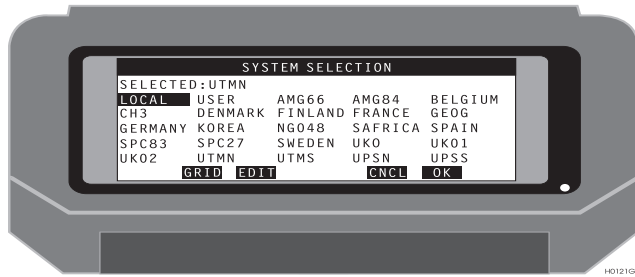 SYSTEM SELECTION
SELECTED:UTMN
LOCAL USER AMG66 AMG84 BELGIUM
CH3 DENMARK FINLAND FRANCE GEOG
GERMANY KOREA NGO48 SAFRICA SPAIN
SPC83 SPC27 SWEDEN UKO UKO1
UKO2 UTMN UTMS UPSN UPSS
GRID EDIT CNCL OK
H0121G